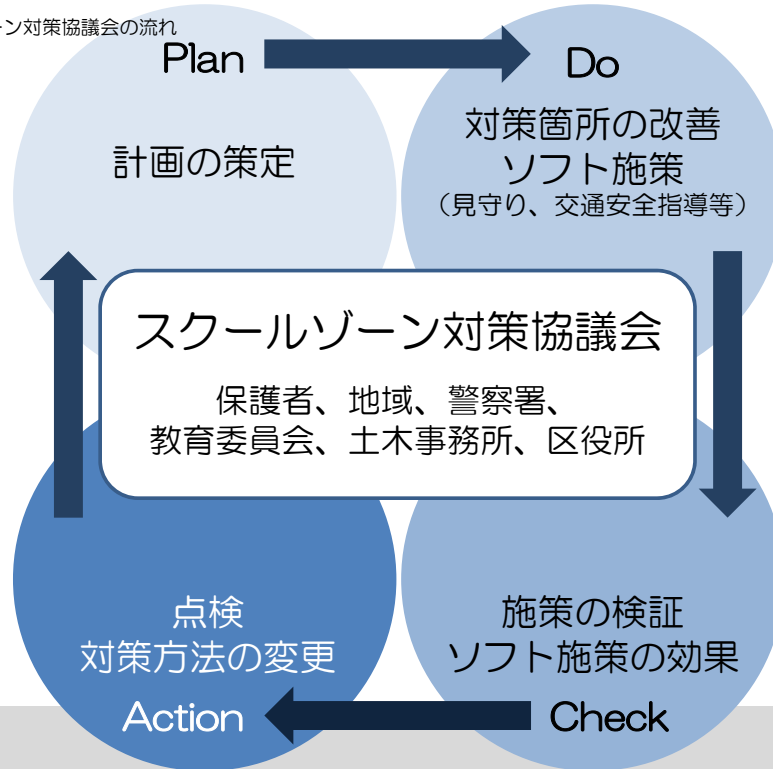 ン対策協議会の流れ
Plan
計画の策定
Do
対策箇所の改善
ソフト施策
（見守り、交通安全指導等）
スクールゾーン対策協議会
保護者、地域、警察署、
教育委員会、土木事務所、区役所
点検
対策方法の変更
Action
施策の検証
ソフト施策の効果
Check